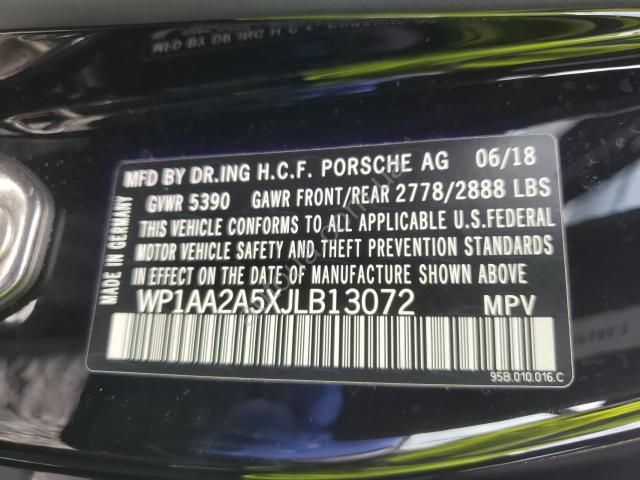 MFD BY DR.ING H.C.F. PORSCHE AG 06/18
GVWR 5390 GAWR FRONT/REAR 2778/2888 LBS
THIS VEHICLE CONFORMS TO ALL APPLICABLE U.S.FEDERAL
MOTOR VEHICLE SAFETY AND THEFT PREVENTION STANDARDS
IN EFFECT ON THE DATE OF MANUFACTURE SHOWN ABOVE
WP1AA2A5XJLB13072 MPV
MADE IN GERMANY
95B.010.016.C